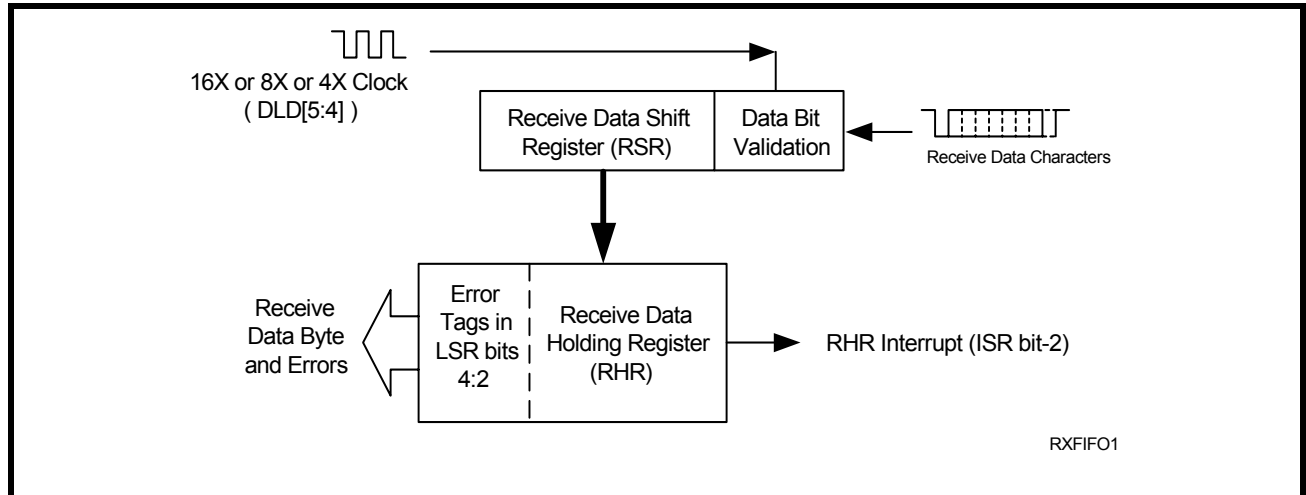 16X or 8X or 4X Clock
( DLD[5:4] )
Receive Data Shift
Register (RSR)
Data Bit
Validation
Receive Data Characters
Receive
Data Byte
and Errors
Error
Tags in
LSR bits
4:2
Receive Data
Holding Register
(RHR)
RHR Interrupt (ISR bit-2)
RXFIFO1